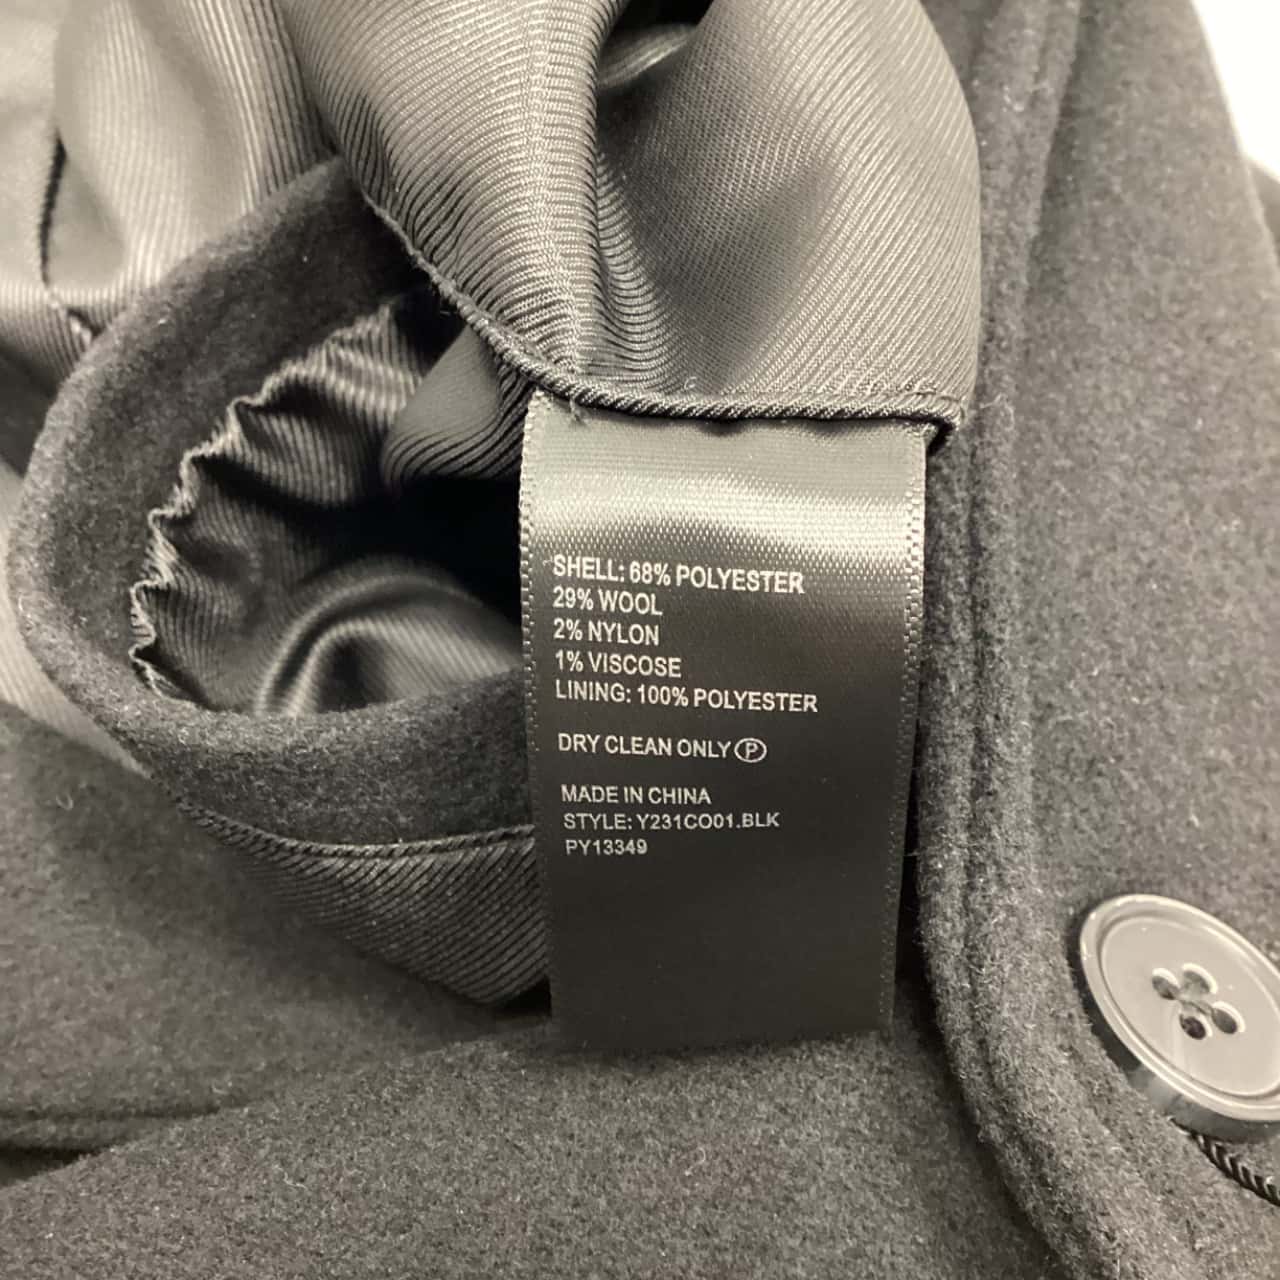 SHELL: 68% POLYESTER
29% WOOL
2% NYLON
1% VISCOSE
LINING: 100% POLYESTER
DRY CLEAN ONLY Ⓟ
MADE IN CHINA
STYLE: Y231CO01.BLK
PY13349